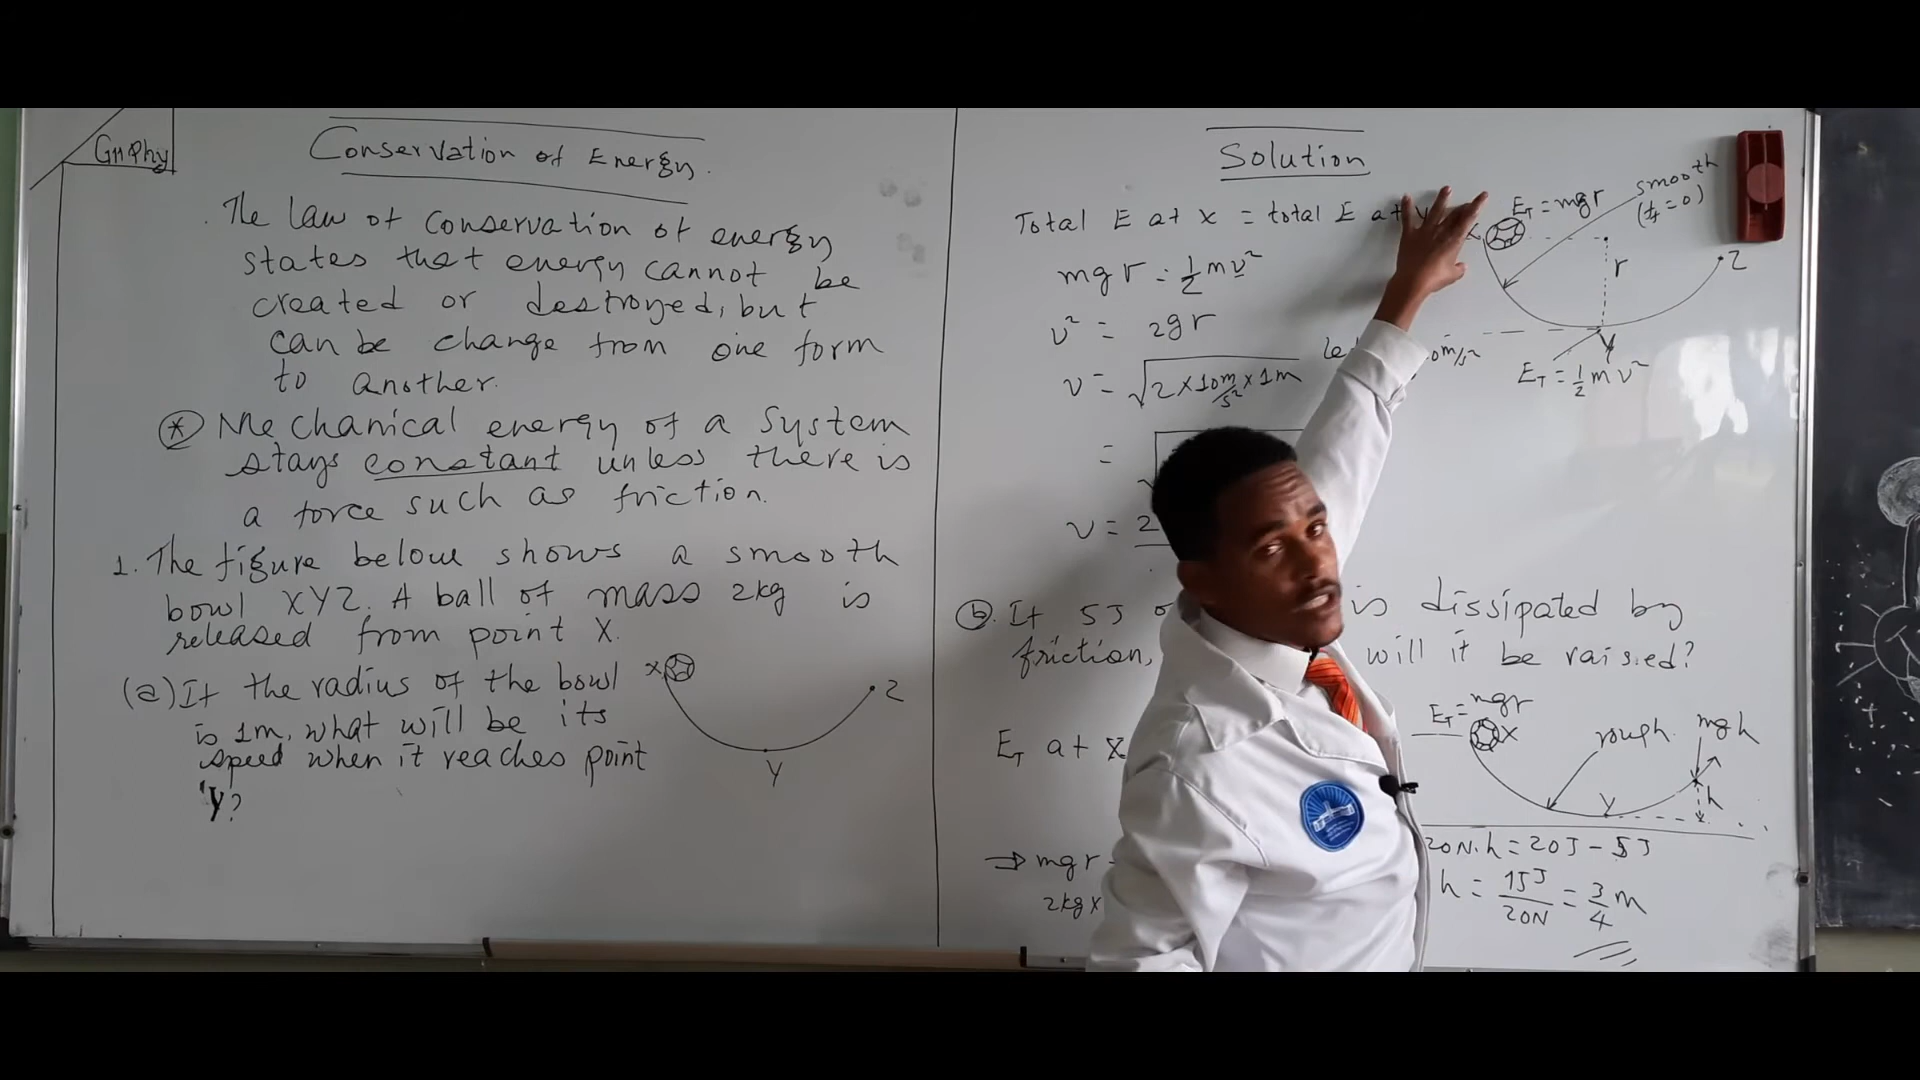 G11 Phy
Conservation of Energy.
The law of conservation of energy
states that energy cannot be
created or destroyed, but
can be change from one form
to another.
* Mechanical energy of a system
stays constant unless there is
a force such as friction.
1. The figure below shows a smooth
bowl XYZ. A ball of mass 2kg is
released from point X.
(a) If the radius of the bowl
is 1m, what will be its
speed when it reaches point
Y?
X
Z
Y
Solution
Total E at X = total E at
mgr = ½mv²
v² = 2gr
v = √2×10m/s²×1m
=
v = 2
E_T = mgr
smooth
r
Z
Y
E_T = ½mv²
(b). If 5J is dissipated by
friction, will it be raised?
E_T at X
E_T = mgr
X
rough
mgh
Y
h
⇒ mgr
2kg×
20N.h = 20J - 5J
h = 15J/20N = 3/4 m